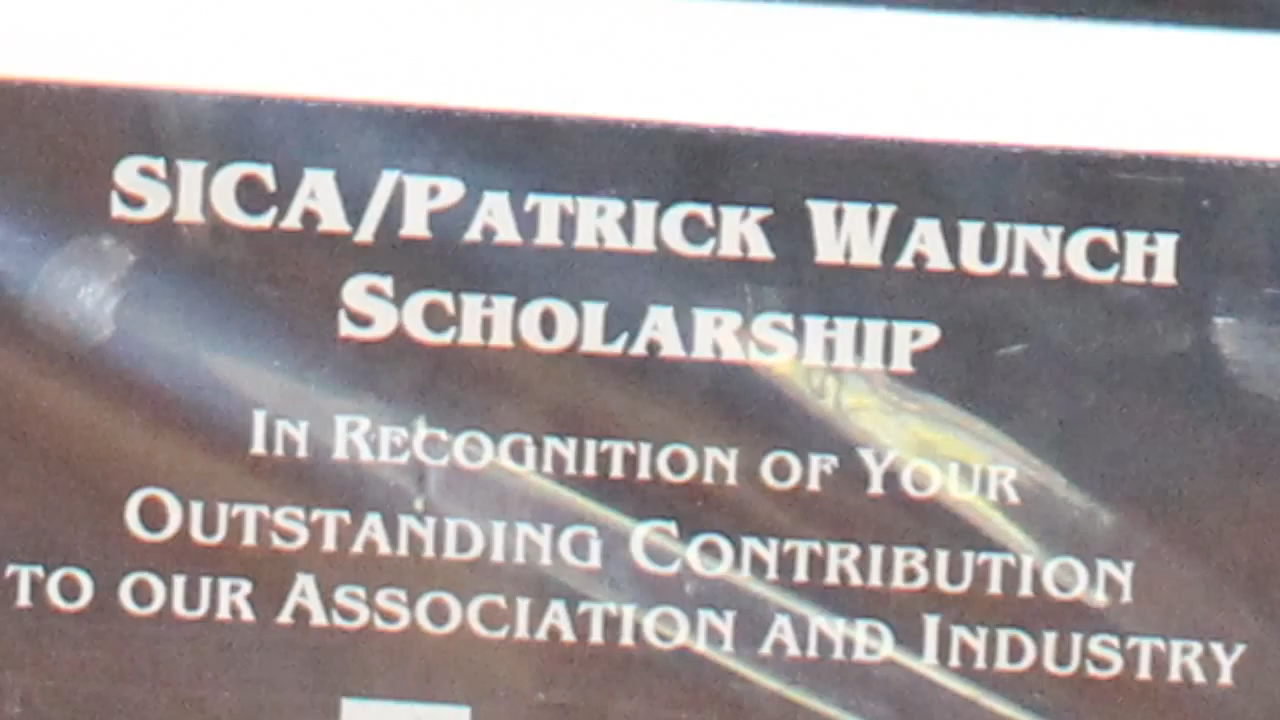 SICA/PATRICK WAUNCH
SCHOLARSHIP
IN RECOGNITION OF YOUR
OUTSTANDING CONTRIBUTION
TO OUR ASSOCIATION AND INDUSTRY